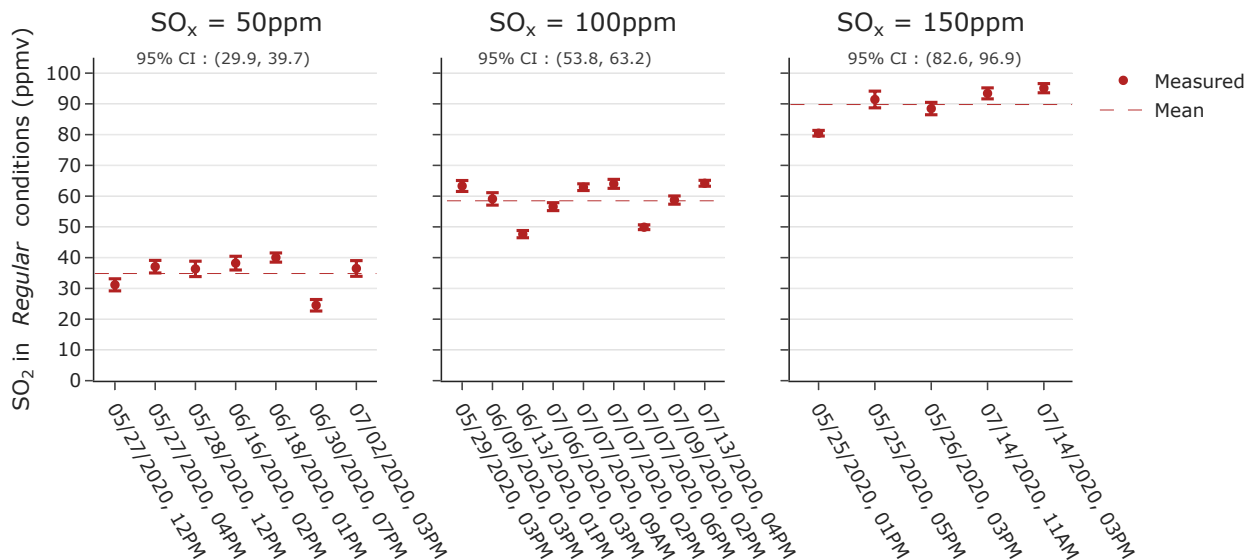 SOx = 50ppm
SOx = 100ppm
SOx = 150ppm
95% CI : (29.9, 39.7)
95% CI : (53.8, 63.2)
95% CI : (82.6, 96.9)
SO2 in Regular conditions (ppmv)
100
90
80
70
60
50
40
30
20
10
0
Measured
Mean
05/27/2020, 12PM
05/27/2020, 04PM
05/28/2020, 12PM
06/16/2020, 02PM
06/18/2020, 01PM
06/30/2020, 07PM
07/02/2020, 03PM
05/29/2020, 03PM
06/09/2020, 03PM
06/13/2020, 01PM
07/06/2020, 03PM
07/07/2020, 09AM
07/07/2020, 02PM
07/07/2020, 06PM
07/09/2020, 02PM
07/13/2020, 04PM
05/25/2020, 01PM
05/25/2020, 05PM
05/26/2020, 03PM
07/14/2020, 11AM
07/14/2020, 03PM